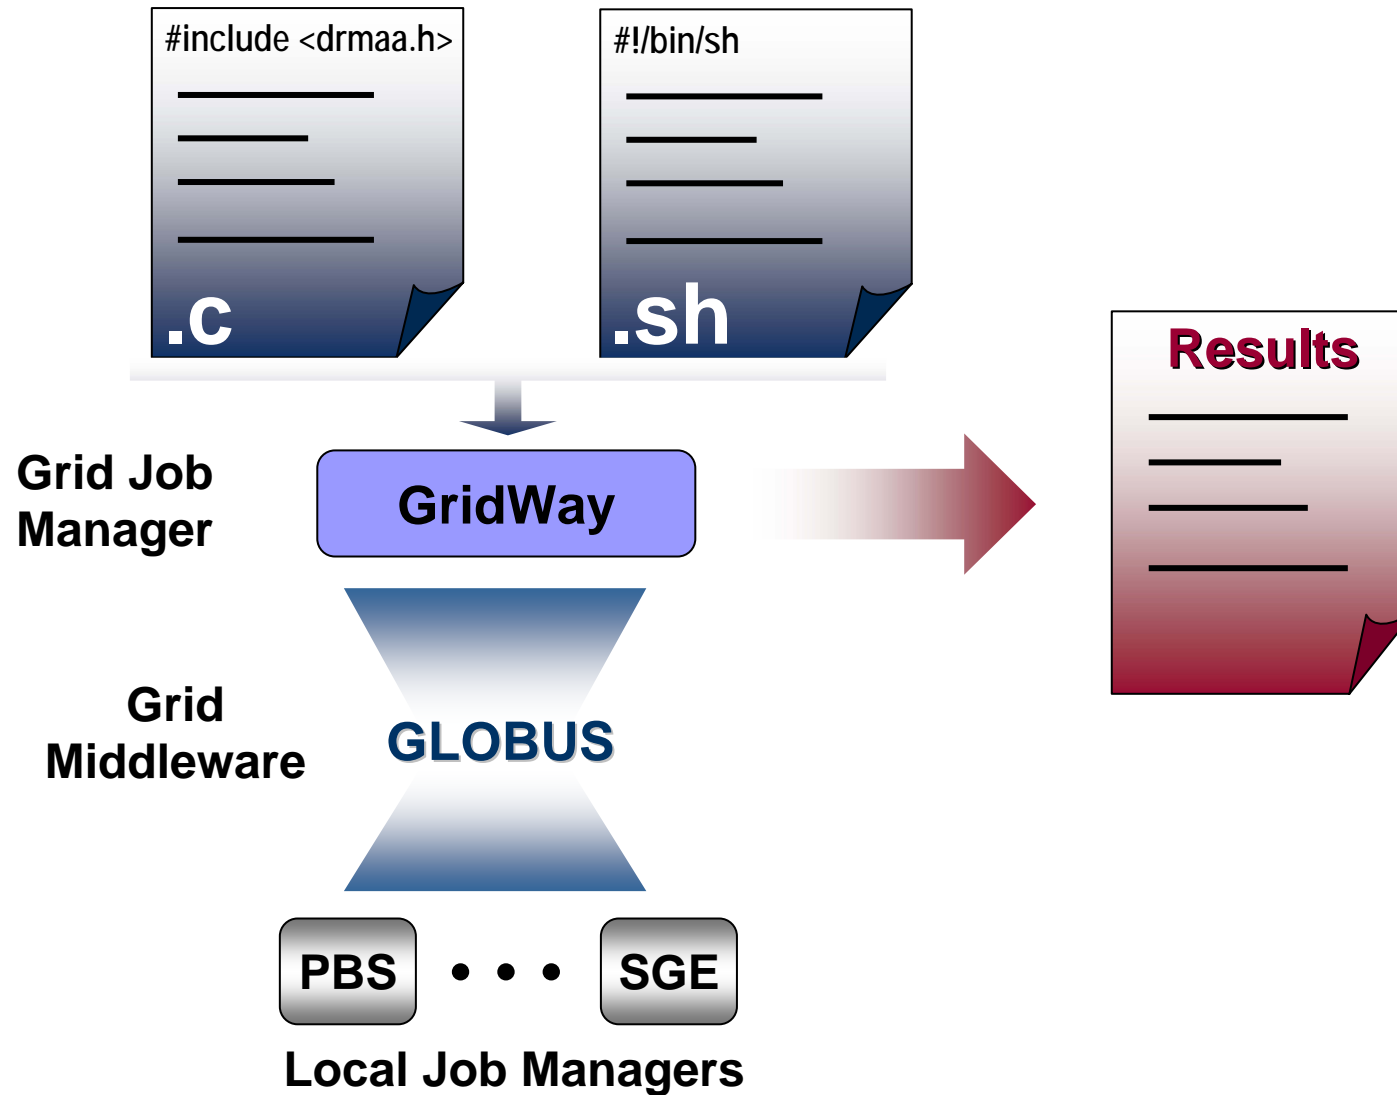 #include <drmaa.h>
#!/bin/sh
.c
.sh
Results
Grid Job
Manager
GridWay
Grid
Middleware
GLOBUS
PBS • • • SGE
Local Job Managers